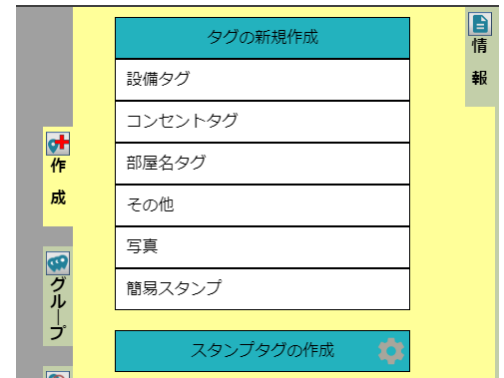 タグの新規作成
設備タグ
コンセントタグ
部屋名タグ
その他
写真
簡易スタンプ
スタンプタグの作成
作成
グループ
情報